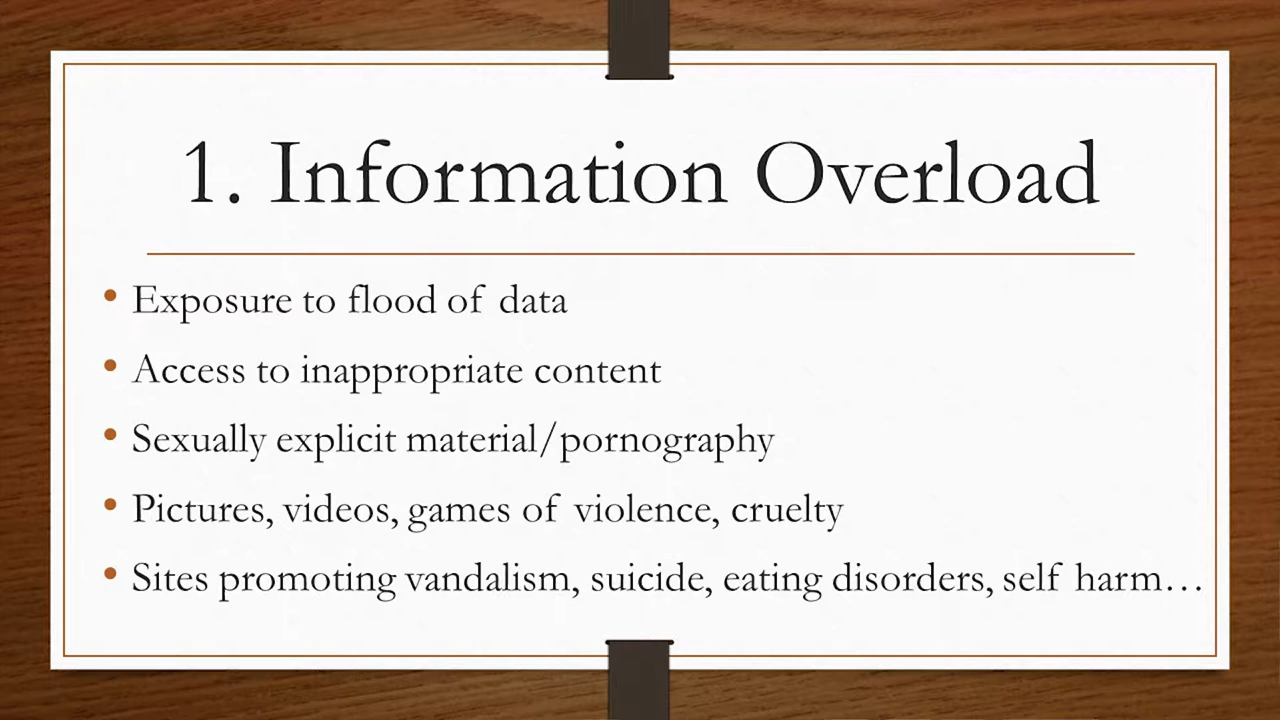 1. Information Overload
• Exposure to flood of data
• Access to inappropriate content
• Sexually explicit material/pornography
• Pictures, videos, games of violence, cruelty
• Sites promoting vandalism, suicide, eating disorders, self harm…